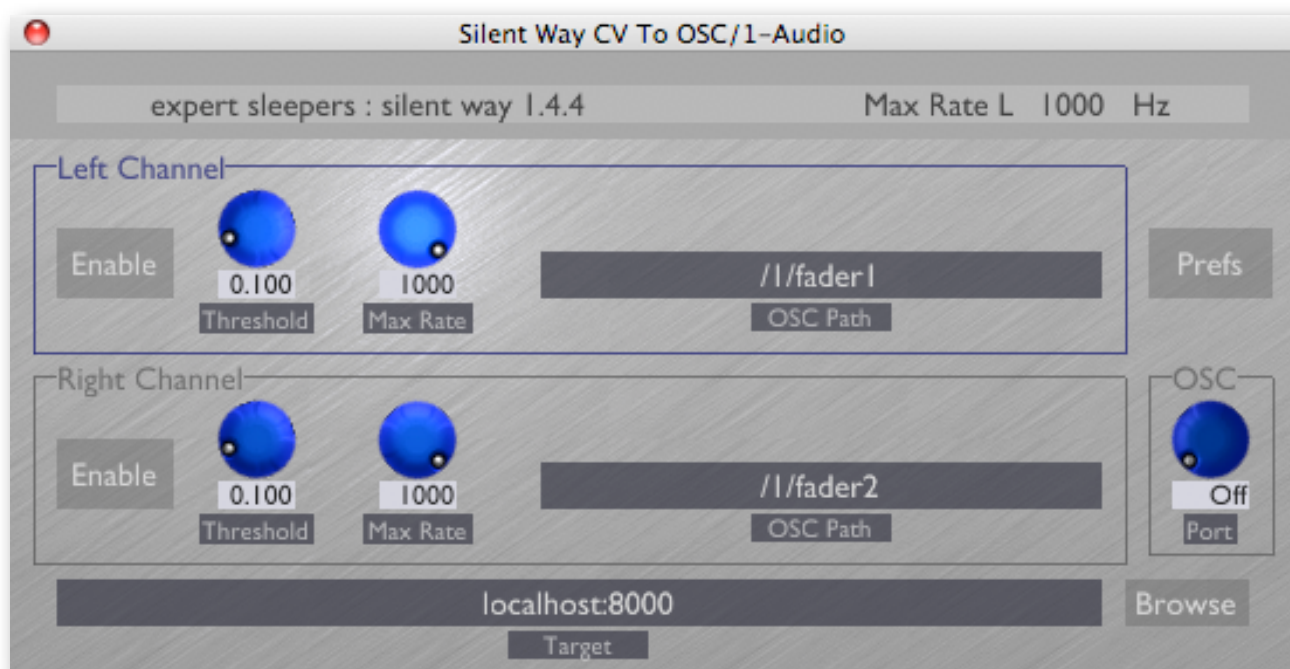 Silent Way CV To OSC/1-Audio
expert sleepers : silent way 1.4.4 Max Rate L 1000 Hz
Left Channel
Enable
0.100
Threshold
1000
Max Rate
/1/fader1
OSC Path
Prefs
Right Channel
Enable
0.100
Threshold
1000
Max Rate
/1/fader2
OSC Path
OSC
Off
Port
localhost:8000
Target
Browse